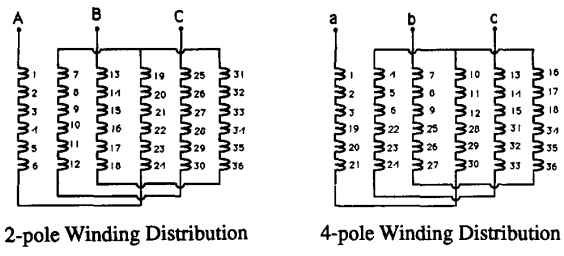 A B C a b c
1 7 13 19 25 31 1 4 7 10 13 16
2 8 14 20 26 32 2 5 8 11 14 17
3 9 15 21 27 33 3 6 9 12 15 18
4 10 16 22 28 34 19 22 25 28 31 34
5 11 17 23 29 35 20 23 26 29 32 35
6 12 18 24 30 36 21 24 27 30 33 36
2-pole Winding Distribution 4-pole Winding Distribution